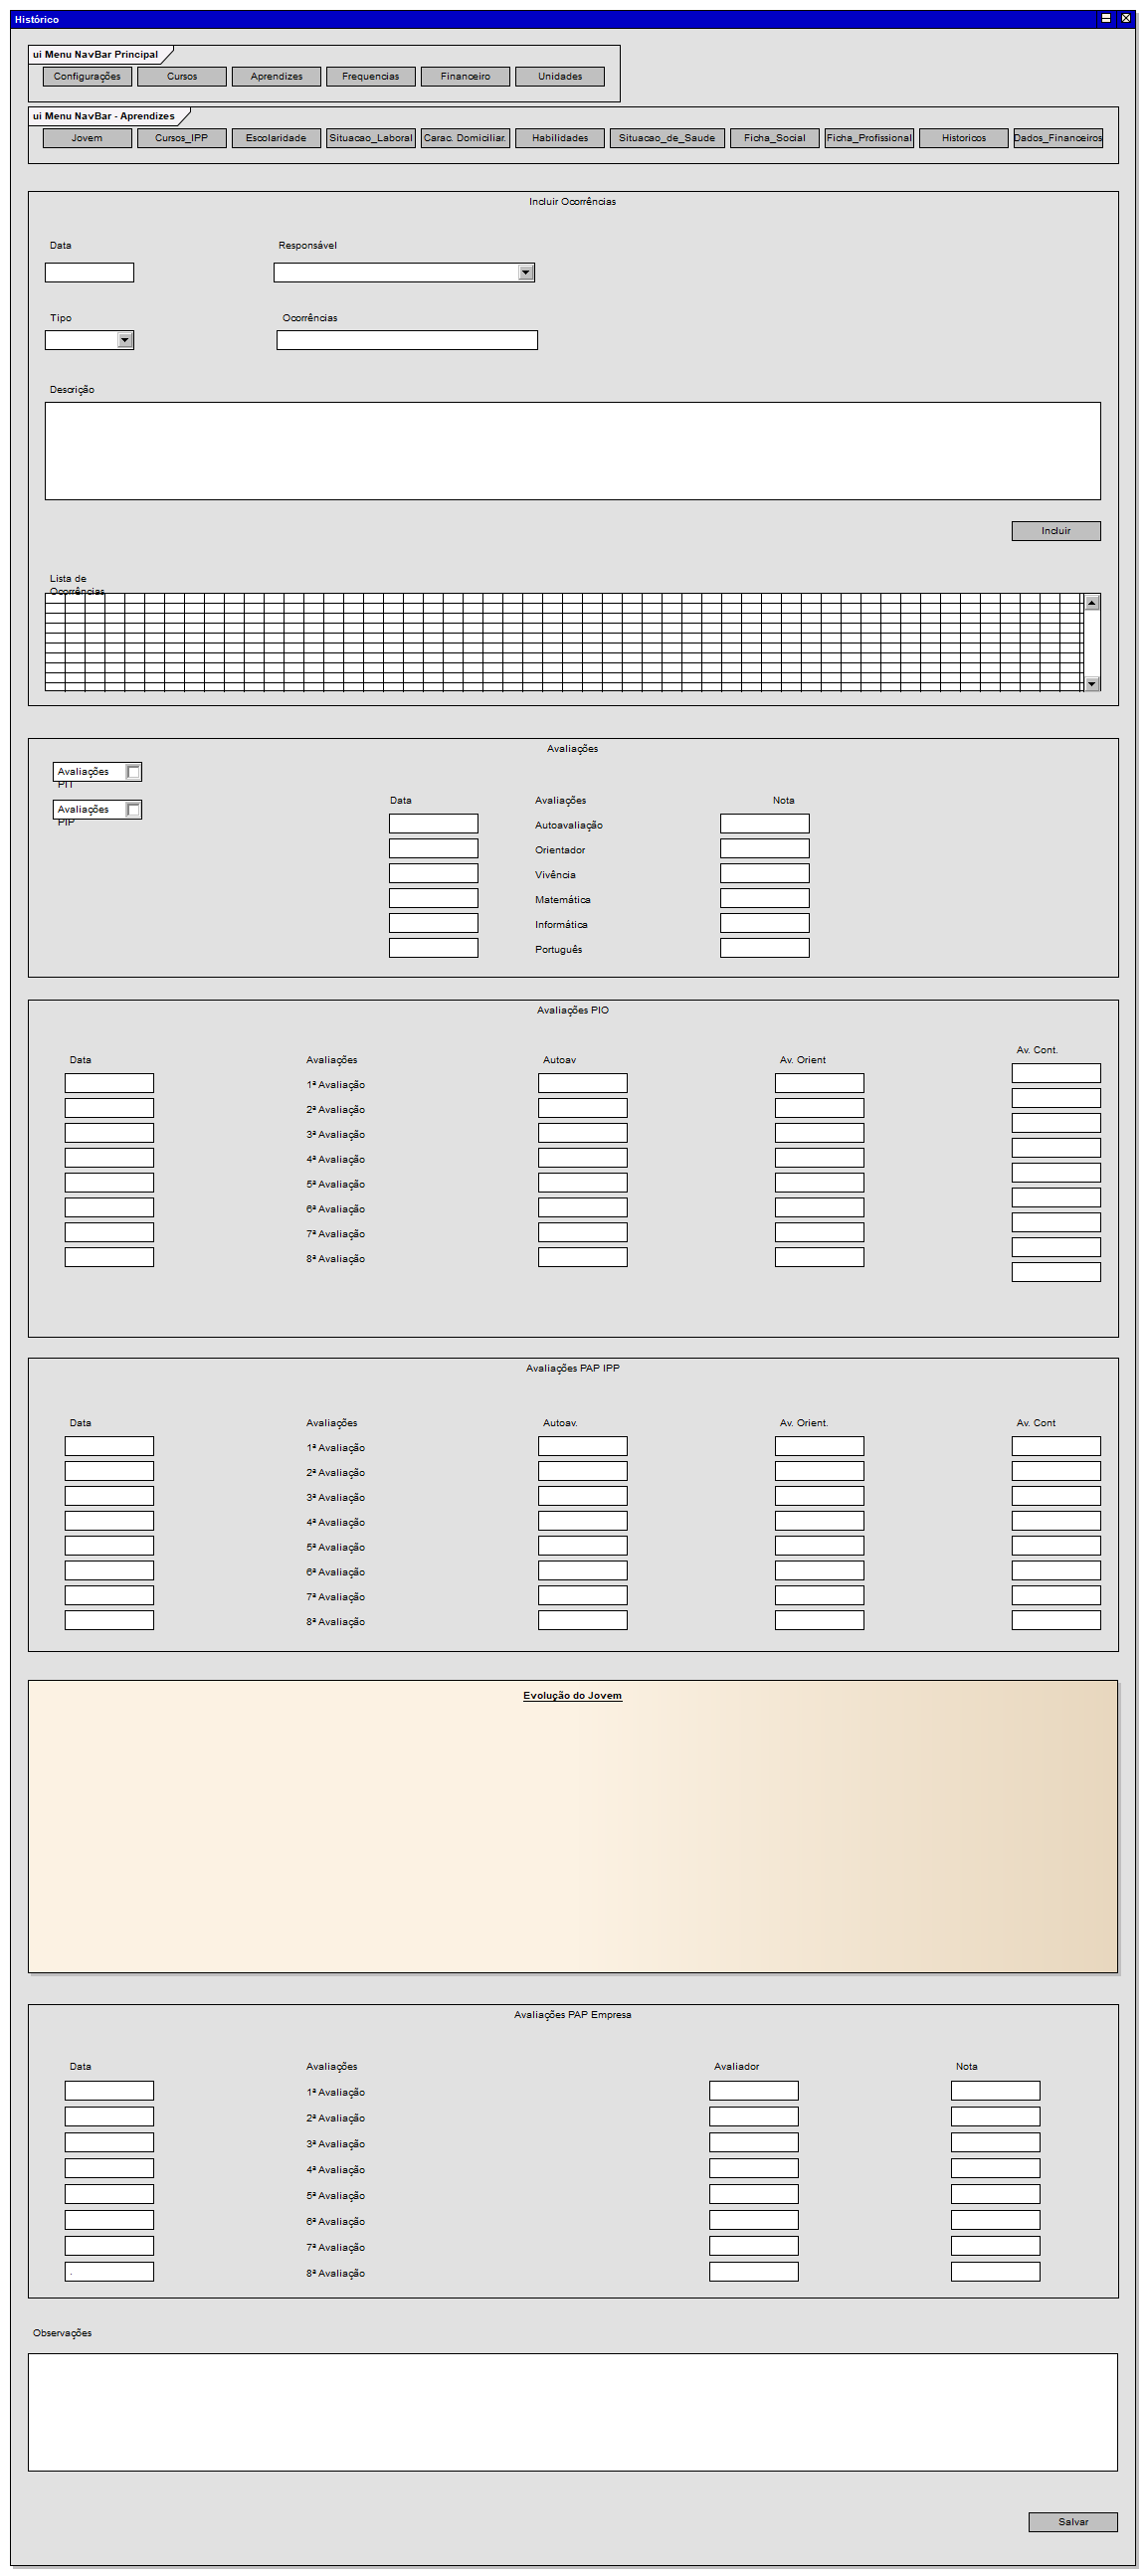 Histórico
ui Menu NavBar Principal
Configurações Cursos Aprendizes Frequencias Financeiro Unidades
ui Menu NavBar - Aprendizes
Jovem Cursos_IPP Escolaridade Situacao_Laboral Carac. Domiciliar. Habilidades Situacao_de_Saude Ficha_Social Ficha_Profissional Historicos Dados_Financeiros
Incluir Ocorrências
Data Responsável
Tipo Ocorrências
Descrição
Incluir
Lista de
Ocorrências
Avaliações
Avaliações
PIT
Avaliações
PIP
Data Avaliações Nota
Autoavaliação
Orientador
Vivência
Matemática
Informática
Português
Avaliações PIO
Data Avaliações Autoav Av. Orient Av. Cont.
1ª Avaliação
2ª Avaliação
3ª Avaliação
4ª Avaliação
5ª Avaliação
6ª Avaliação
7ª Avaliação
8ª Avaliação
Avaliações PAP IPP
Data Avaliações Autoav. Av. Orient. Av. Cont
1ª Avaliação
2ª Avaliação
3ª Avaliação
4ª Avaliação
5ª Avaliação
6ª Avaliação
7ª Avaliação
8ª Avaliação
Evolução do Jovem
Avaliações PAP Empresa
Data Avaliações Avaliador Nota
1ª Avaliação
2ª Avaliação
3ª Avaliação
4ª Avaliação
5ª Avaliação
6ª Avaliação
7ª Avaliação
. 8ª Avaliação
Observações
Salvar